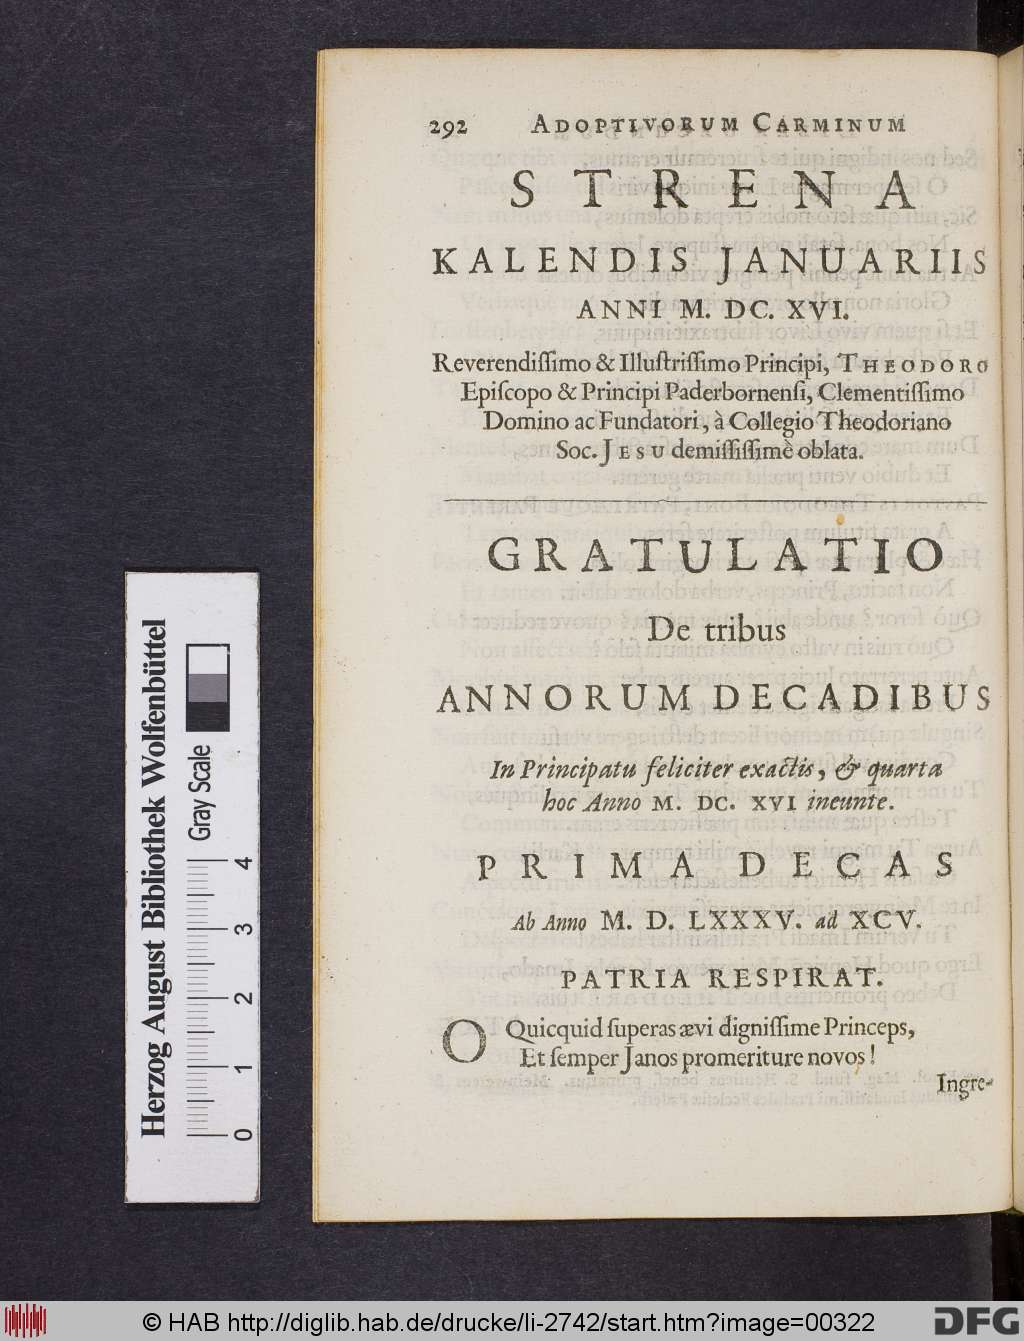 292 ADOPTIVORUM CARMINUM
STRENA
KALENDIS JANUARIIS
ANNI M. DC. XVI.
Reverendiſſimo & Illuſtriſſimo Principi, THEODORO
Epiſcopo & Principi Paderbornenſi, Clementiſſimo
Domino ac Fundatori, à Collegio Theodoriano
Soc. JESU demiſſiſſimè oblata.
GRATULATIO
De tribus
ANNORUM DECADIBUS
In Principatu feliciter exactis, & quarta
hoc Anno M. DC. XVI ineunte.
PRIMA DECAS
Ab Anno M. D. LXXXV. ad XCV.
PATRIA RESPIRAT.
O Quicquid ſuperas ævi digniſſime Princeps,
Et ſemper Janos promeriture novos!
Ingre-
Herzog August Bibliothek Wolfenbüttel
Gray Scale
0 1 2 3 4
© HAB http://diglib.hab.de/drucke/li-2742/start.htm?image=00322
DFG